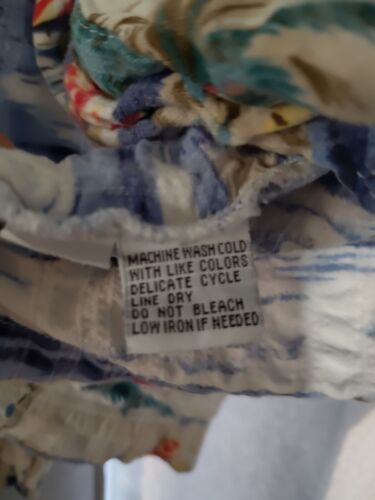 MACHINE WASH COLD
WITH LIKE COLORS
DELICATE CYCLE
LINE DRY
DO NOT BLEACH
LOW IRON IF NEEDED